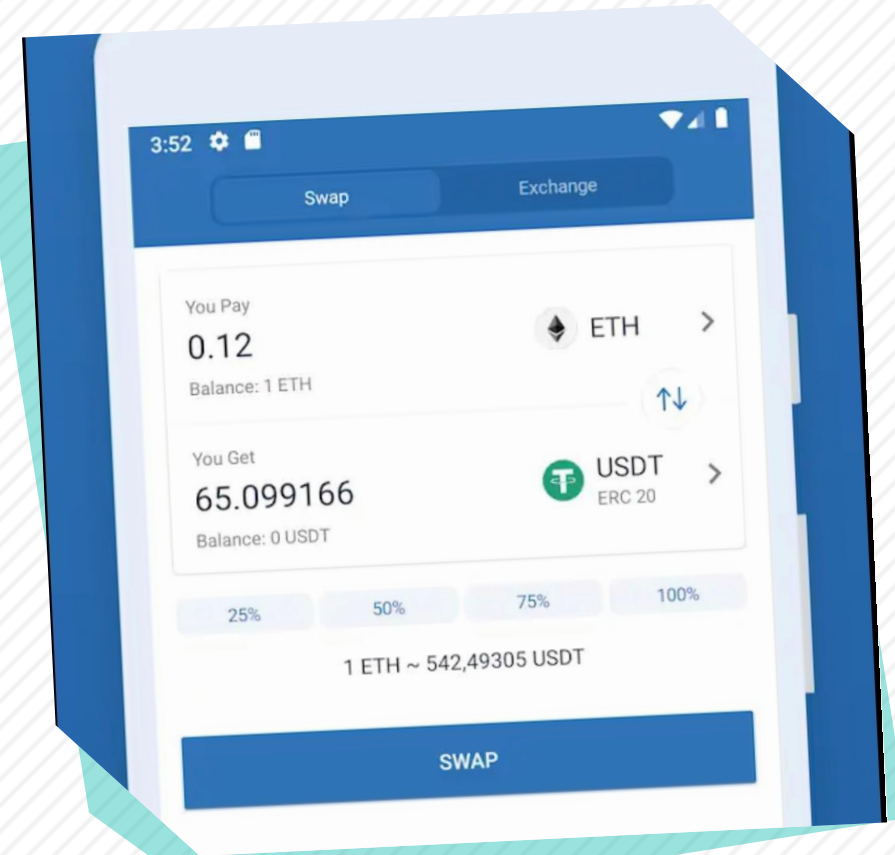 3:52
Swap
Exchange
You Pay
0.12
ETH
Balance: 1 ETH
You Get
65.099166
USDT
ERC 20
Balance: 0 USDT
25%
50%
75%
100%
1 ETH ~ 542,49305 USDT
SWAP